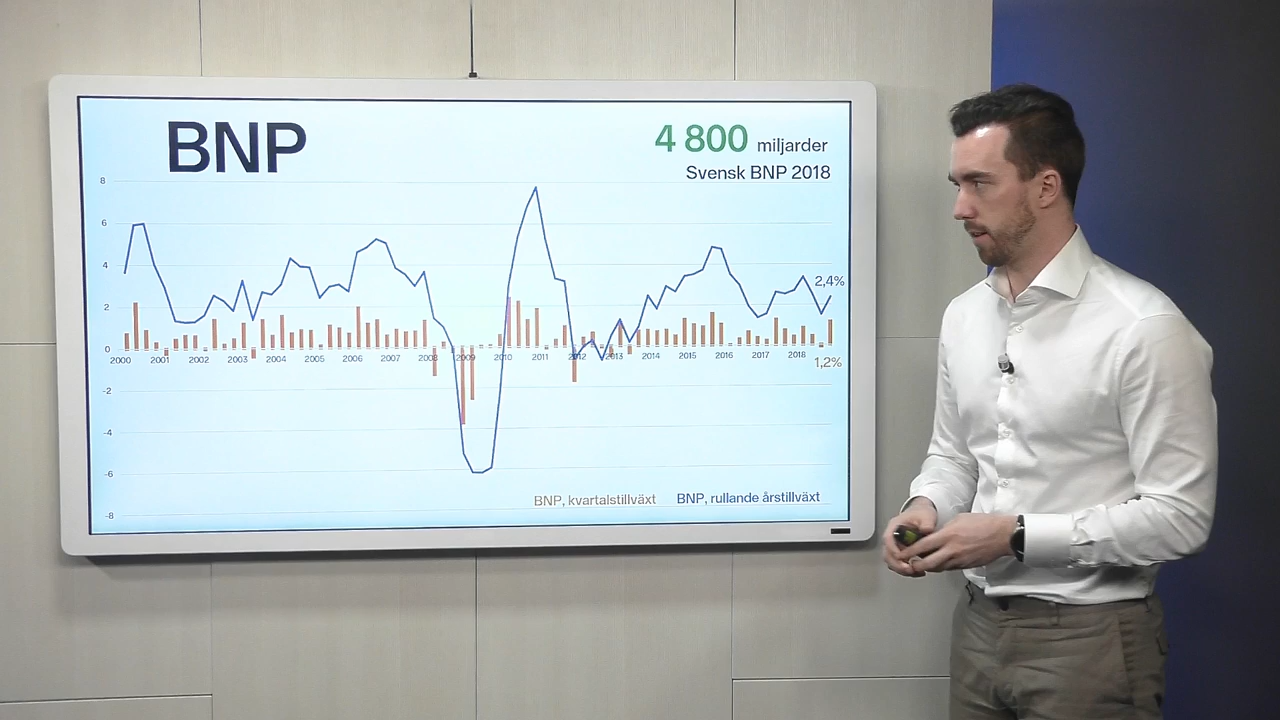 BNP
4 800 miljarder
Svensk BNP 2018
8
6
4
2
0
-2
-4
-6
-8
2000 2001 2002 2003 2004 2005 2006 2007 2008 2009 2010 2011 2012 2013 2014 2015 2016 2017 2018
2,4%
1,2%
BNP, kvartalstillväxt BNP, rullande årstillväxt